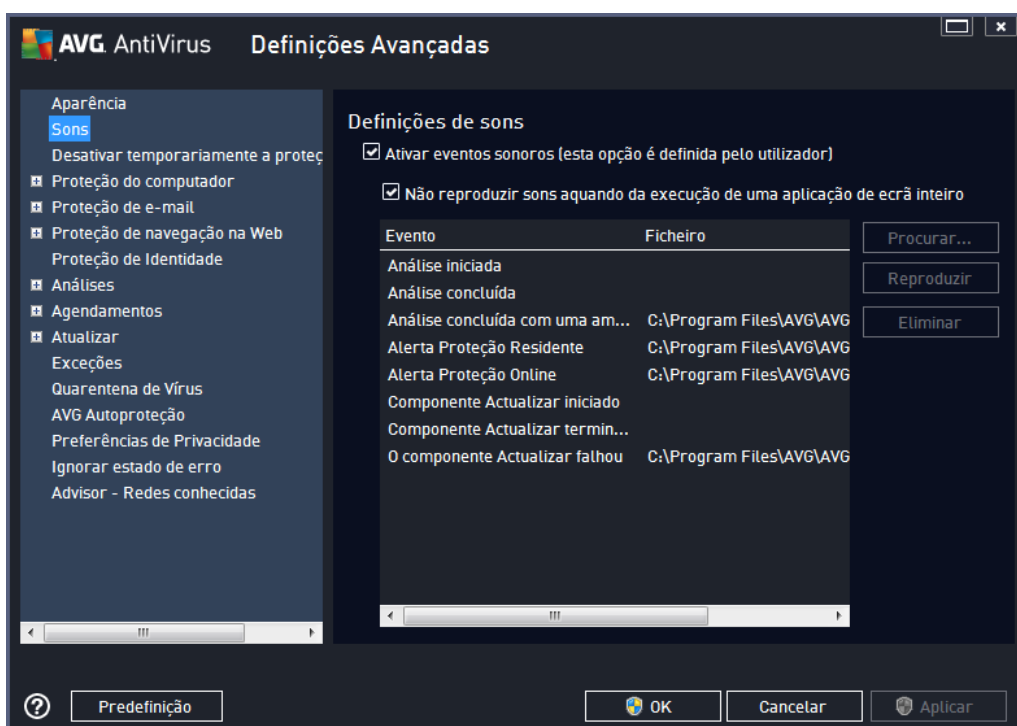 AVG. AntiVirus Definições Avançadas
Aparência
Sons
Desativar temporariamente a proteç
Proteção do computador
Proteção de e-mail
Proteção de navegação na Web
Proteção de Identidade
Análises
Agendamentos
Atualizar
Exceções
Quarentena de Vírus
AVG Autoproteção
Preferências de Privacidade
Ignorar estado de erro
Advisor - Redes conhecidas
Definições de sons
Ativar eventos sonoros (esta opção é definida pelo utilizador)
Não reproduzir sons aquando da execução de uma aplicação de ecrã inteiro
Evento Ficheiro
Análise iniciada
Análise concluída
Análise concluída com uma am... C:\Program Files\AVG\AVG
Alerta Proteção Residente C:\Program Files\AVG\AVG
Alerta Proteção Online C:\Program Files\AVG\AVG
Componente Actualizar iniciado
Componente Actualizar termin...
O componente Actualizar falhou C:\Program Files\AVG\AVG
Procurar...
Reproduzir
Eliminar
Predefinição OK Cancelar Aplicar